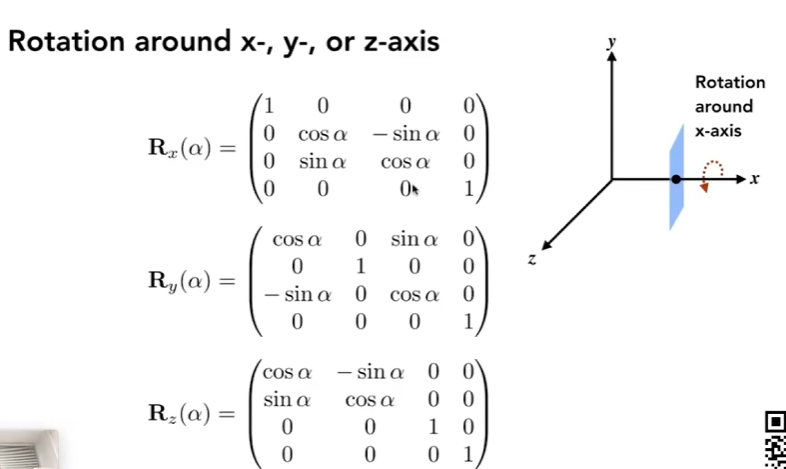 Rotation around x-, y-, or z-axis
y
Rotation
around
x-axis
x
z
R_x(α) = 
1 0 0 0
0 cos α − sin α 0
0 sin α cos α 0
0 0 0 1
R_y(α) = 
cos α 0 sin α 0
0 1 0 0
− sin α 0 cos α 0
0 0 0 1
R_z(α) = 
cos α − sin α 0 0
sin α cos α 0 0
0 0 1 0
0 0 0 1